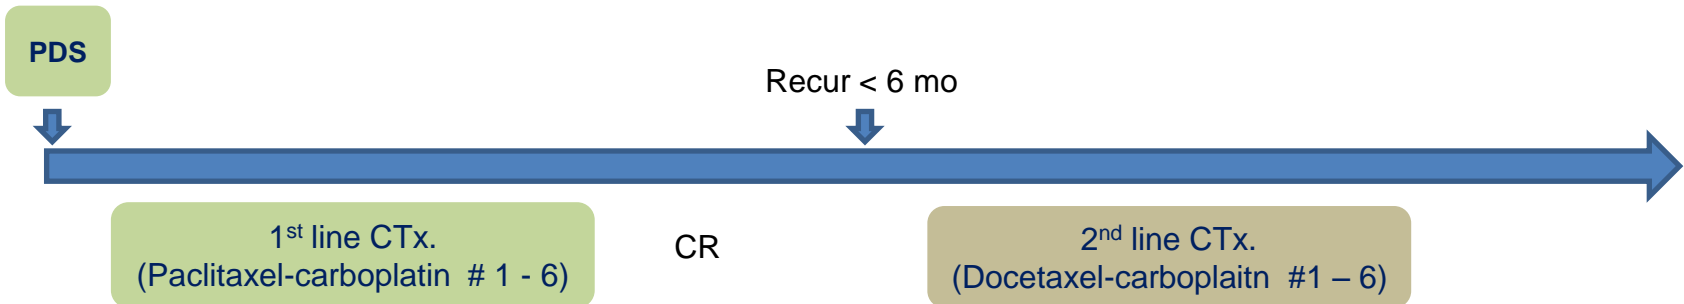 PDS
Recur < 6 mo
1st line CTx.
(Paclitaxel-carboplatin # 1 - 6)
CR
2nd line CTx.
(Docetaxel-carboplaitn #1 – 6)